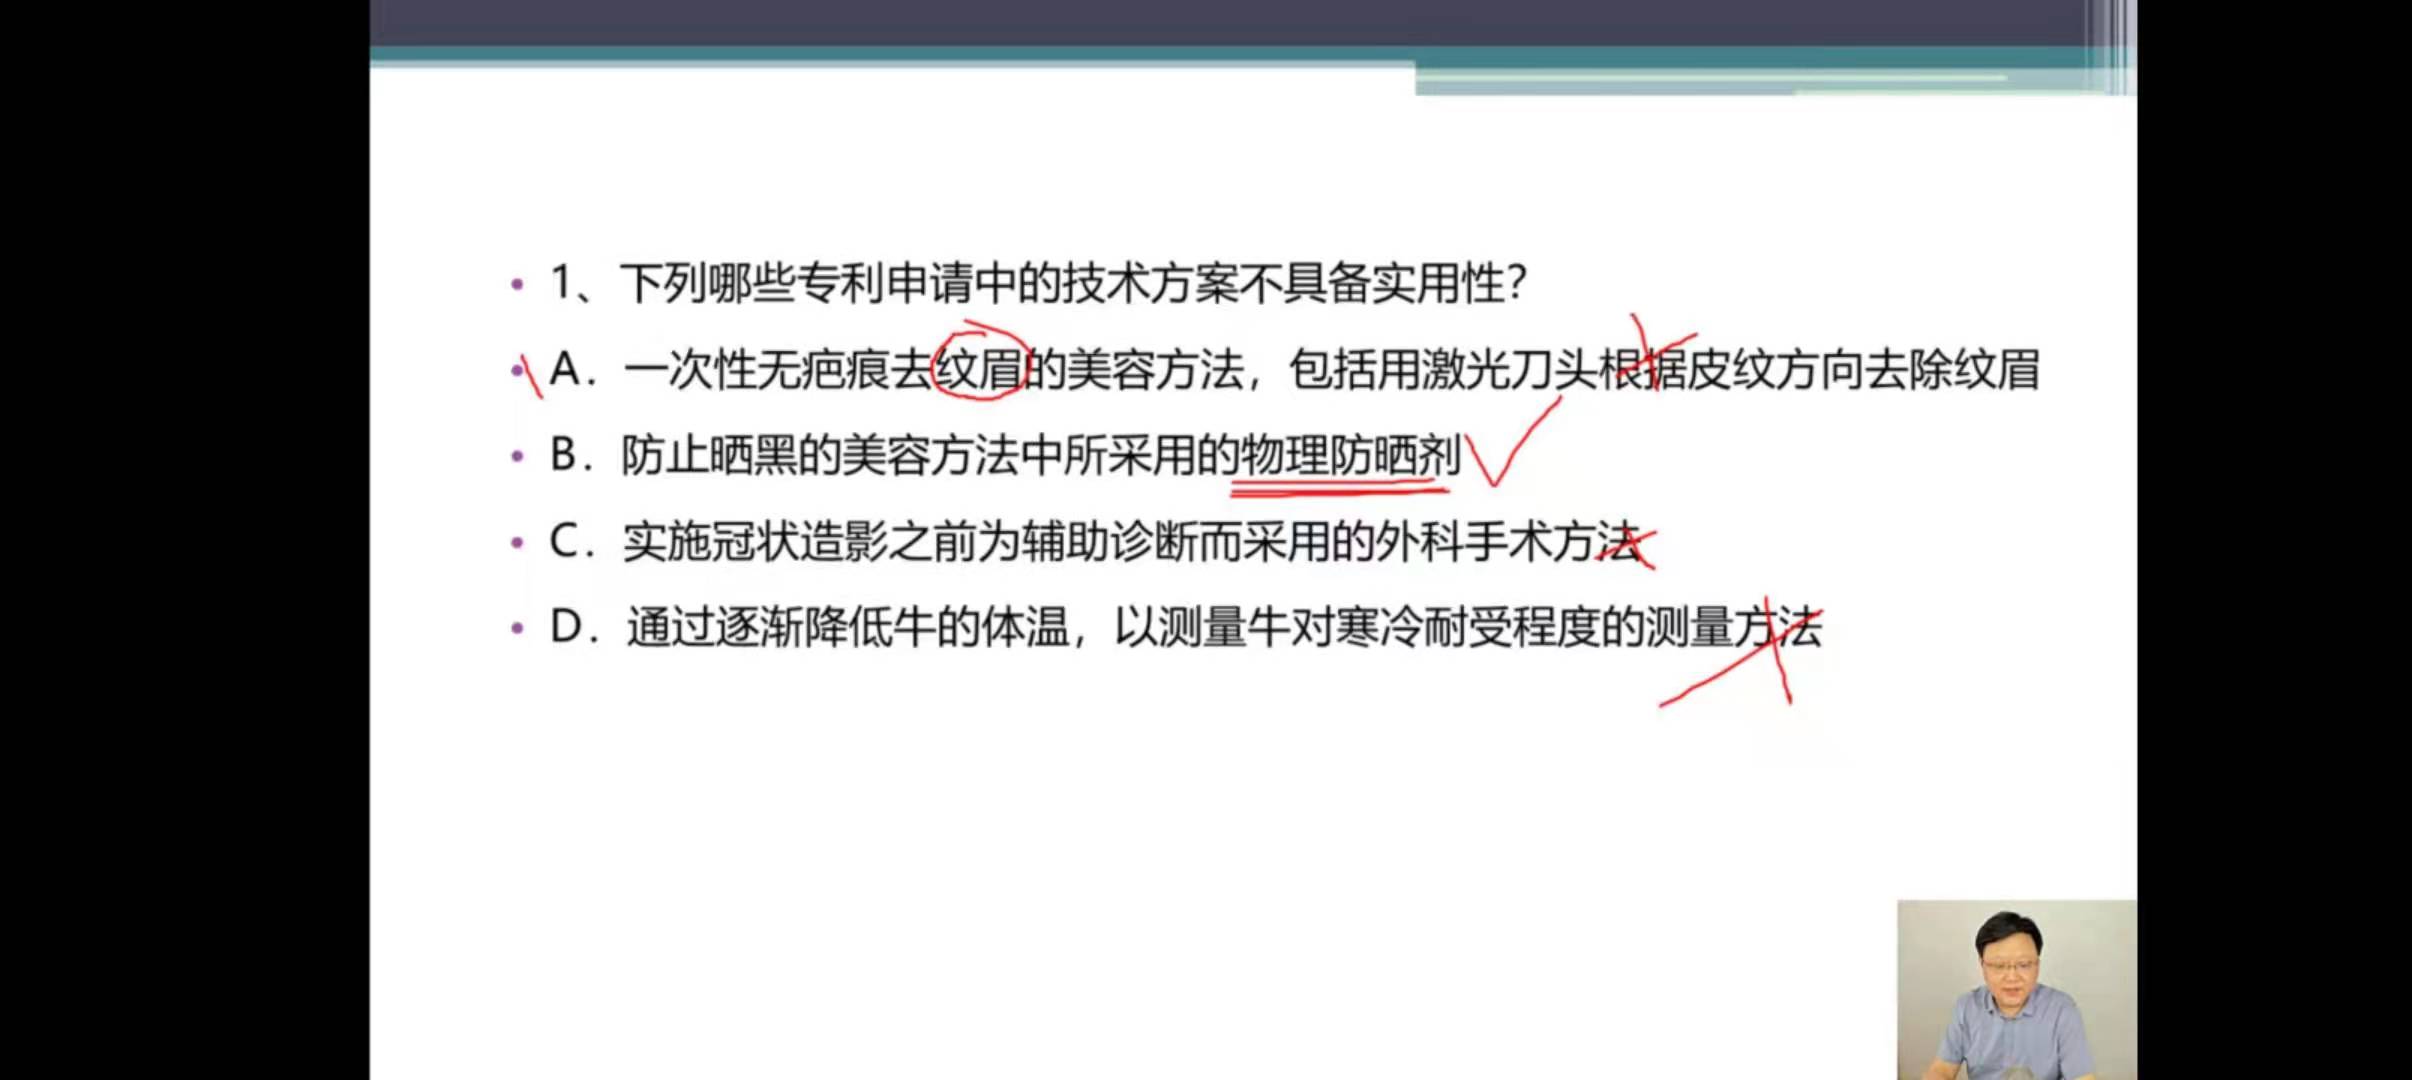 1、下列哪些专利申请中的技术方案不具备实用性？
A．一次性无疤痕去纹眉的美容方法，包括用激光刀头根据皮纹方向去除纹眉
B．防止晒黑的美容方法中所采用的物理防晒剂
C．实施冠状造影之前为辅助诊断而采用的外科手术方法
D．通过逐渐降低牛的体温，以测量牛对寒冷耐受程度的测量方法